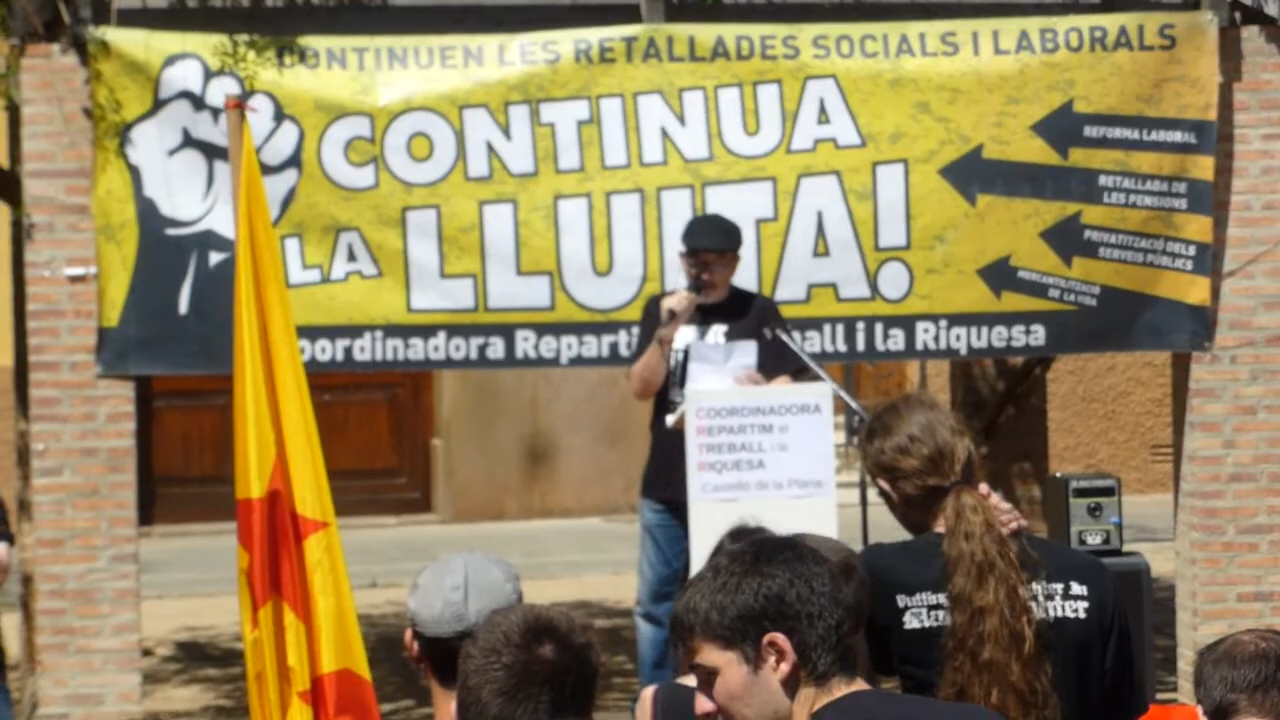 CONTINUEN LES RETALLADES SOCIALS I LABORALS
CONTINUA
LA LLUITA!
REFORMA LABORAL
RETALLADA DE
LES PENSIONS
PRIVATITZACIÓ DELS
SERVEIS PÚBLICS
MERCANTILITZACIÓ
DE LA VIDA
oordinadora Reparti all i la Riquesa
COORDINADORA
REPARTIM el
TREBALL i la
RIQUESA
Castelló de la Plana